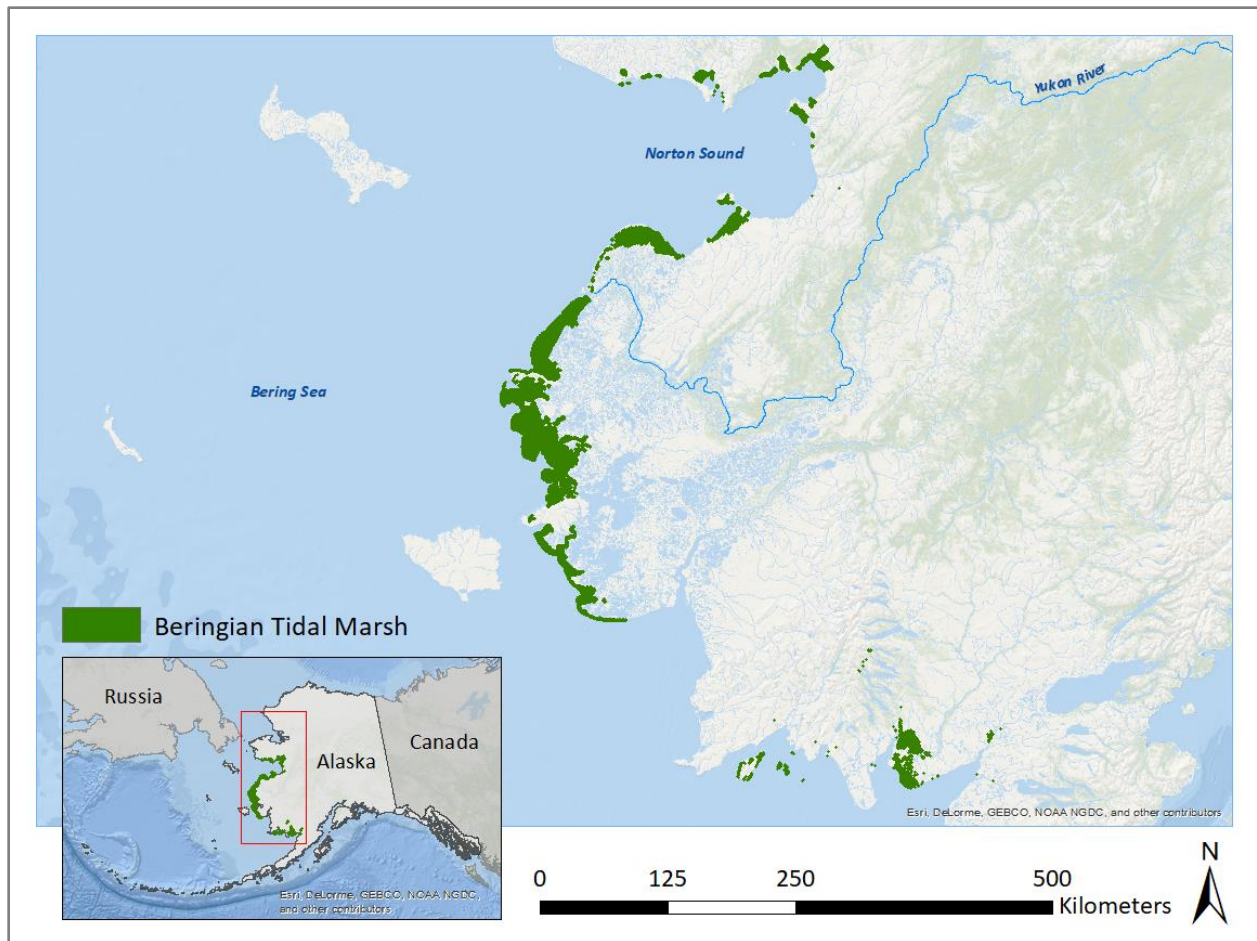 Yukon River
Norton Sound
Bering Sea
Beringian Tidal Marsh
Russia
Canada
Alaska
Esri, DeLorme, GEBCO, NOAA NGDC,
and other contributors
Esri, DeLorme, GEBCO, NOAA NGDC, and other contributors
0 125 250 500
Kilometers
N